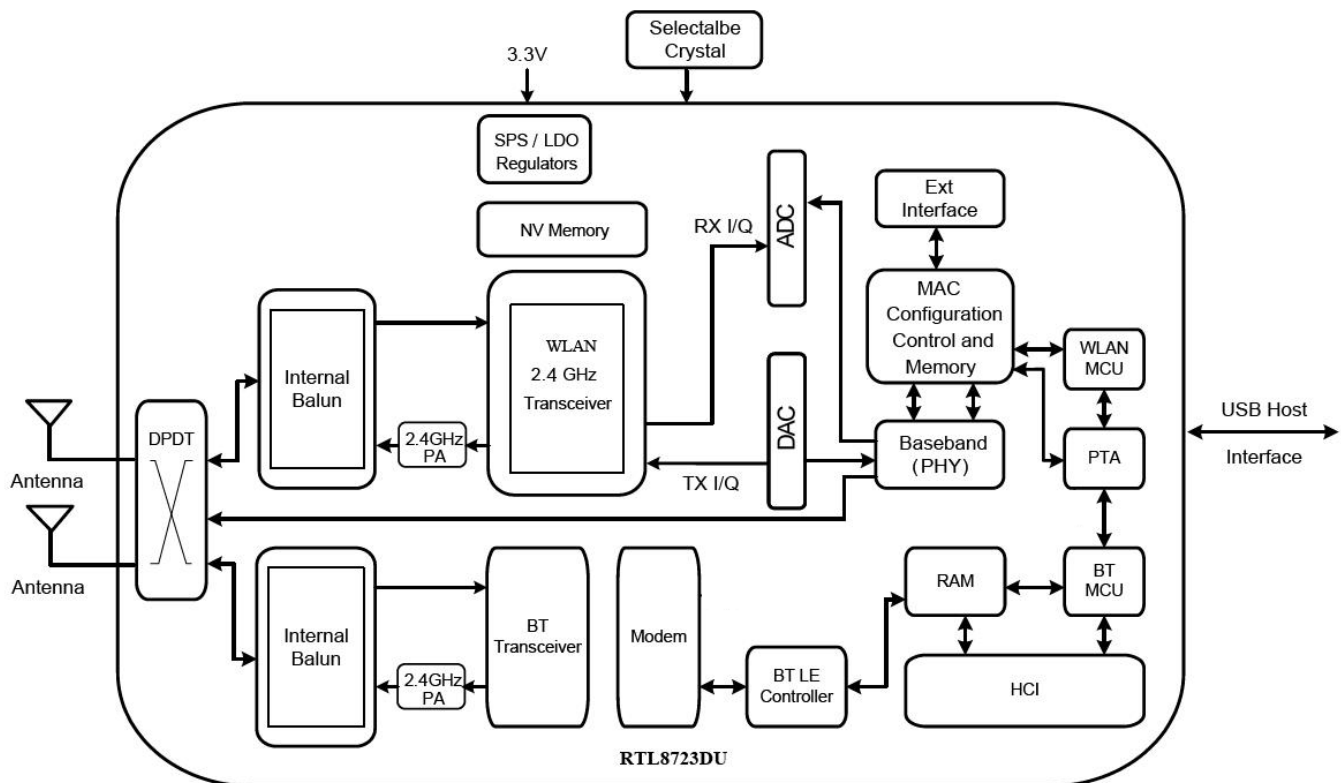 Selectalbe
Crystal
3.3V
SPS / LDO
Regulators
NV Memory
RX I/Q
ADC
Ext
Interface
MAC
Configuration
Control and
Memory
WLAN
MCU
Internal
Balun
WLAN
2.4 GHz
Transceiver
2.4GHz
PA
DAC
TX I/Q
Baseband
(PHY)
PTA
USB Host
Interface
DPDT
Antenna
Antenna
Internal
Balun
2.4GHz
PA
BT
Transceiver
Modem
BT LE
Controller
RAM
BT
MCU
HCI
RTL8723DU